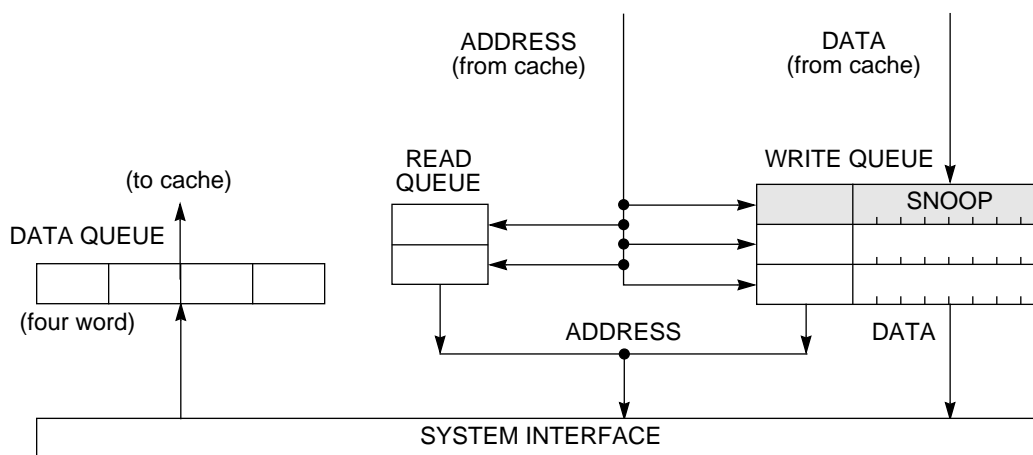 ADDRESS
(from cache)
DATA
(from cache)
READ
QUEUE
WRITE QUEUE
(to cache)
SNOOP
DATA QUEUE
(four word)
ADDRESS
DATA
SYSTEM INTERFACE